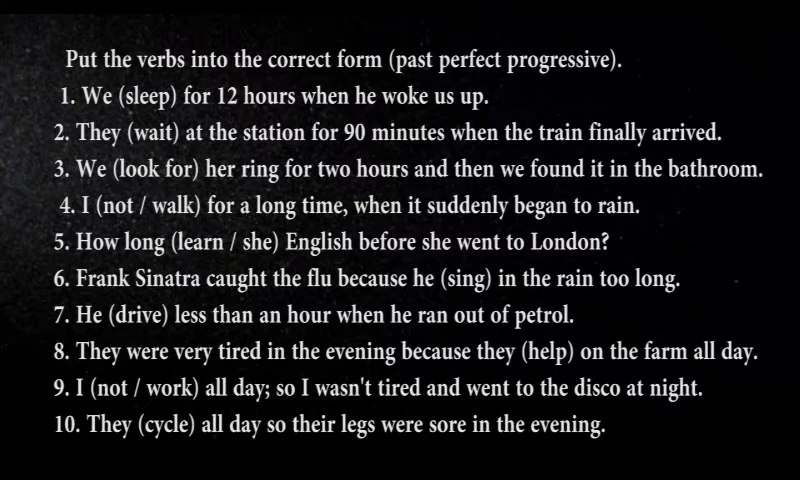 Put the verbs into the correct form (past perfect progressive).
1. We (sleep) for 12 hours when he woke us up.
2. They (wait) at the station for 90 minutes when the train finally arrived.
3. We (look for) her ring for two hours and then we found it in the bathroom.
4. I (not / walk) for a long time, when it suddenly began to rain.
5. How long (learn / she) English before she went to London?
6. Frank Sinatra caught the flu because he (sing) in the rain too long.
7. He (drive) less than an hour when he ran out of petrol.
8. They were very tired in the evening because they (help) on the farm all day.
9. I (not / work) all day; so I wasn't tired and went to the disco at night.
10. They (cycle) all day so their legs were sore in the evening.